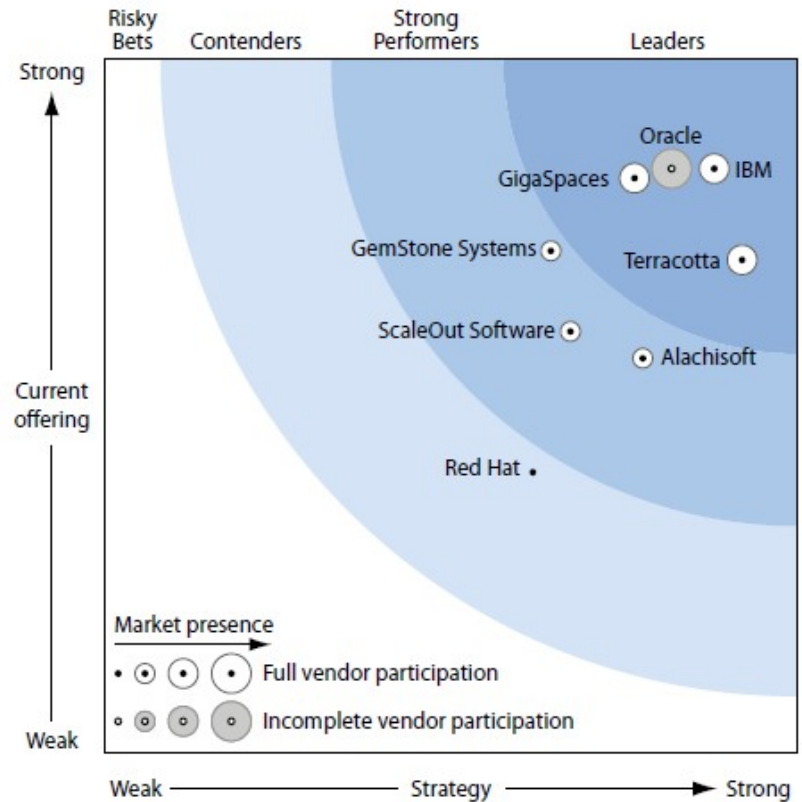 Risky
Bets
Contenders
Strong
Performers
Leaders
Strong
Oracle
GigaSpaces
IBM
GemStone Systems
Terracotta
ScaleOut Software
Alachisoft
Current
offering
Red Hat
Market presence
Full vendor participation
Incomplete vendor participation
Weak
Weak
Strategy
Strong